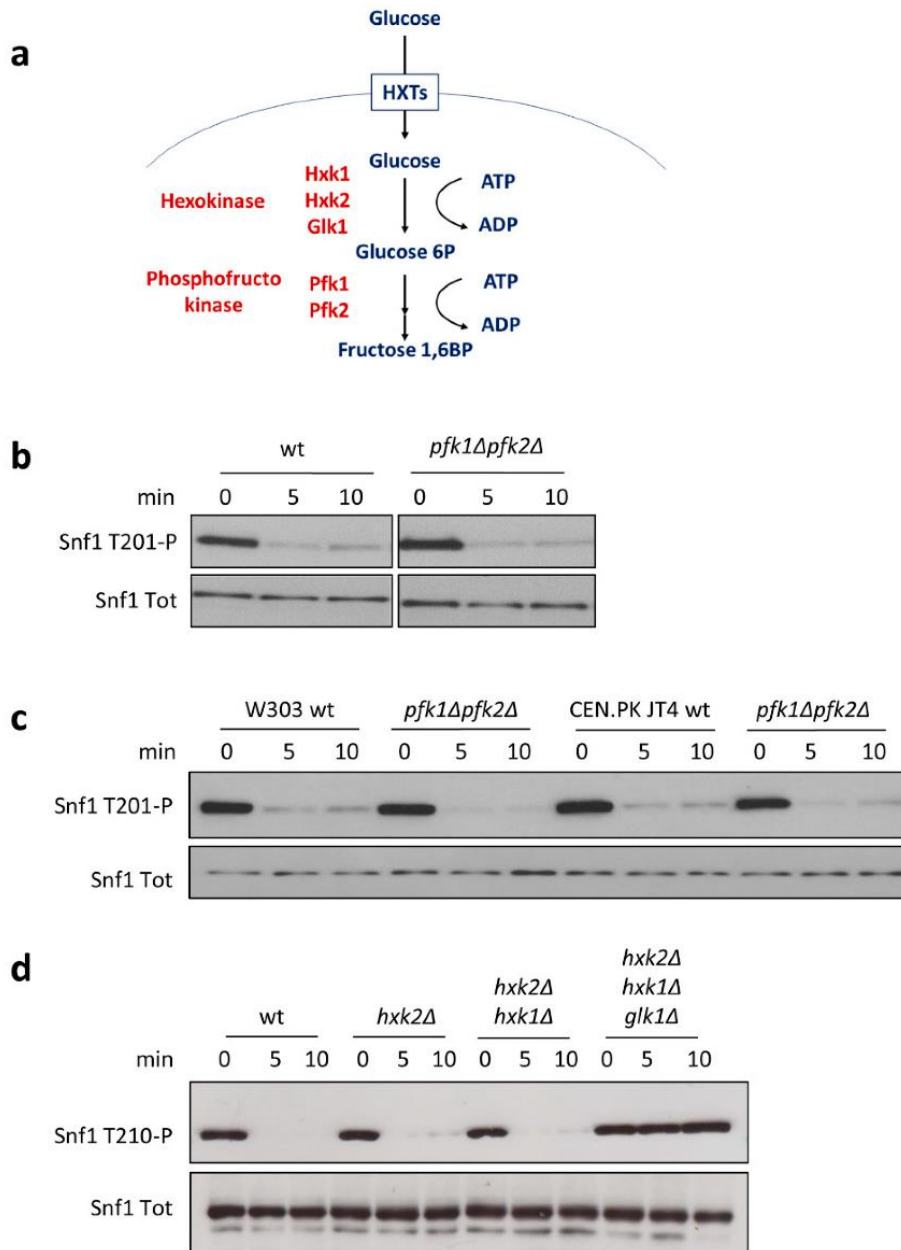 a
Glucose
HXTs
Glucose
Hxk1
Hxk2
Glk1
Hexokinase
ATP
ADP
Glucose 6P
Phosphofructo
kinase
Pfk1
Pfk2
ATP
ADP
Fructose 1,6BP
b
wt pfk1Δpfk2Δ
min 0 5 10 0 5 10
Snf1 T201-P
Snf1 Tot
c
W303 wt pfk1Δpfk2Δ CEN.PK JT4 wt pfk1Δpfk2Δ
min 0 5 10 0 5 10 0 5 10 0 5 10
Snf1 T201-P
Snf1 Tot
d
wt hxk2Δ hxk2Δ hxk1Δ hxk2Δ hxk1Δ glk1Δ
min 0 5 10 0 5 10 0 5 10 0 5 10
Snf1 T210-P
Snf1 Tot